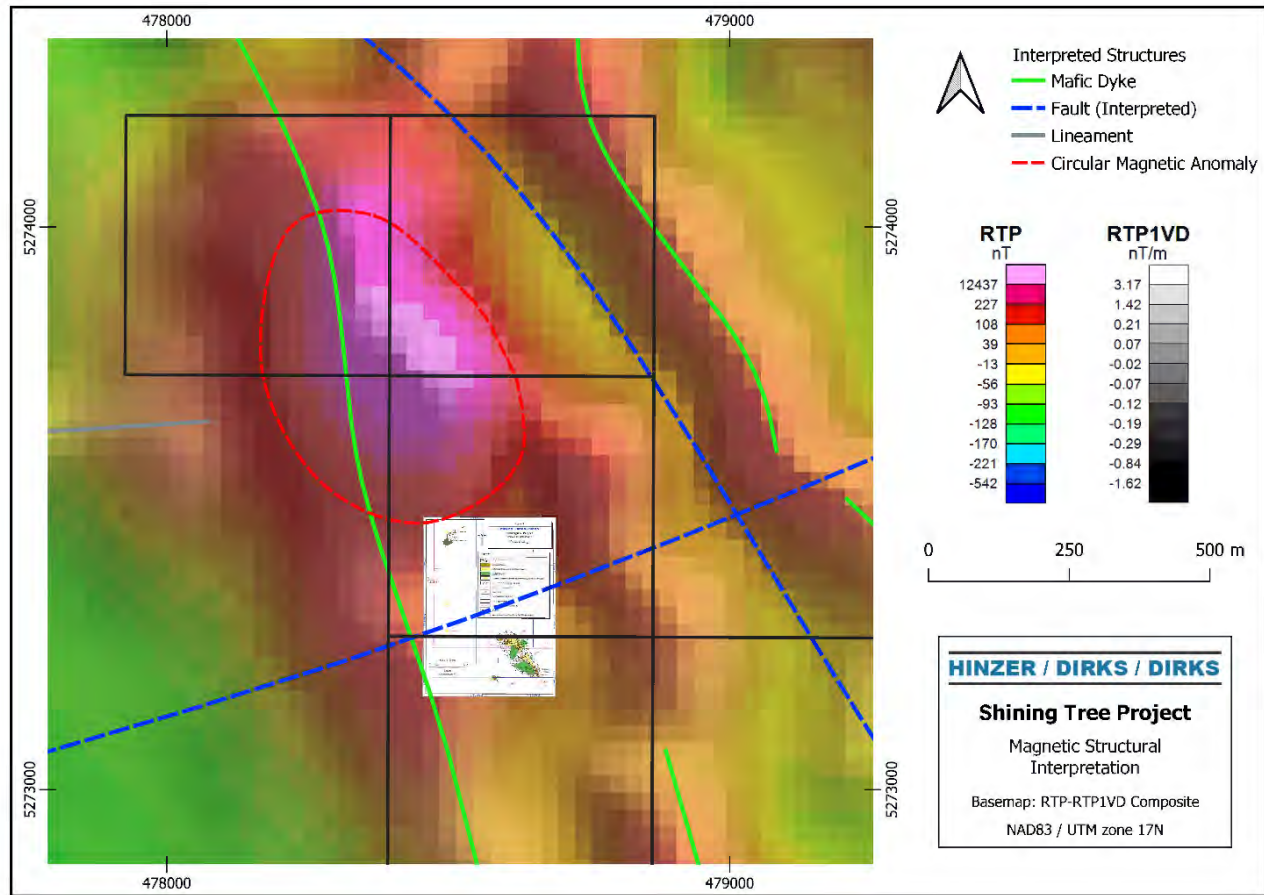 478000
479000
5274000
5274000
5273000
5273000
478000
479000
Interpreted Structures
Mafic Dyke
Fault (Interpreted)
Lineament
Circular Magnetic Anomaly
RTP
nT
12437
227
108
39
-13
-56
-93
-128
-170
-221
-542
RTP1VD
nT/m
3.17
1.42
0.21
0.07
-0.02
-0.07
-0.12
-0.19
-0.29
-0.84
-1.62
0
250
500 m
HINZER / DIRKS / DIRKS
Shining Tree Project
Magnetic Structural
Interpretation
Basemap: RTP-RTP1VD Composite
NAD83 / UTM zone 17N